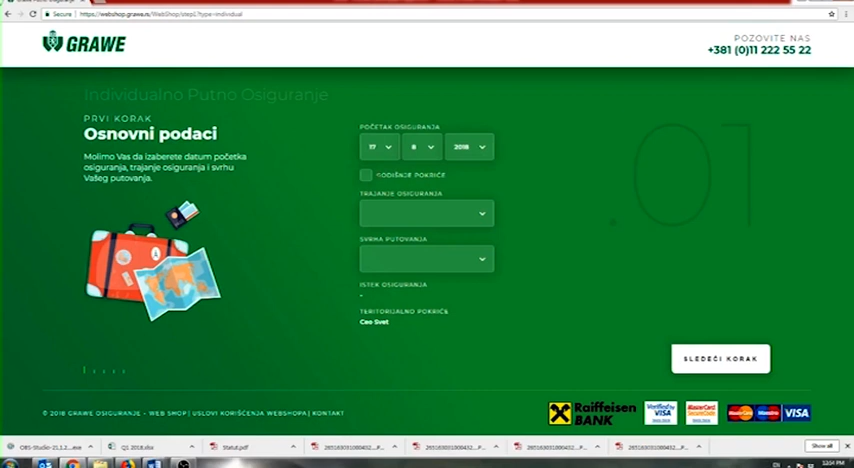 Secure
https://webshop.grawe.rs/WebShop/step1?type=individual
GRAWE
POZOVITE NAS
+381 (0)11 222 55 22
Individualno Putno Osiguranje
PRVI KORAK
Osnovni podaci
Molimo Vas da izaberete datum početka
osiguranja, trajanje osiguranja i svrhu
Vašeg putovanja.
POČETAK OSIGURANJA
17 8 2018
GODIŠNJE POKRIĆE
TRAJANJE OSIGURANJA
SVRHA PUTOVANJA
ISTEK OSIGURANJA
-
TERITORIJALNO POKRIĆE
Ceo Svet
.01
SLEDEĆI KORAK
© 2018 GRAWE OSIGURANJE - WEB SHOP | USLOVI KORIŠĆENJA WEBSHOPA | KONTAKT
Raiffeisen
BANK
Verified by
VISA
MasterCard
SecureCode
MasterCard Maestro VISA
Q1 2018.xlsx
Statut.pdf
Show all
EN